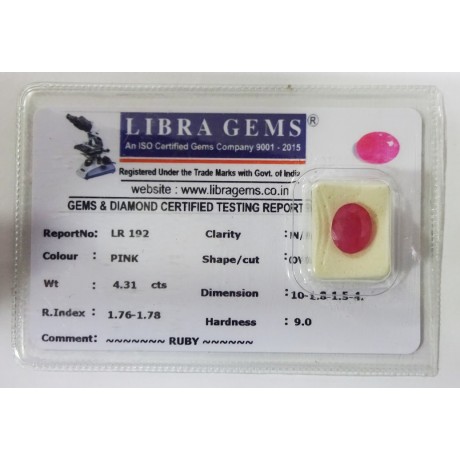 LIBRA GEMS ®
An ISO Certified Gems Company 9001 - 2015
Registered Under the Trade Marks with Govt. of India
website : www.libragems.co.in
GEMS & DIAMOND CERTIFIED TESTING REPORT
ReportNo: LR 192 Clarity :
Colour : PINK Shape/cut :
Wt : 4.31 cts Dimension :
R.Index : 1.76-1.78 Hardness : 9.0
Comment: ~~~~~~~ RUBY ~~~~~~